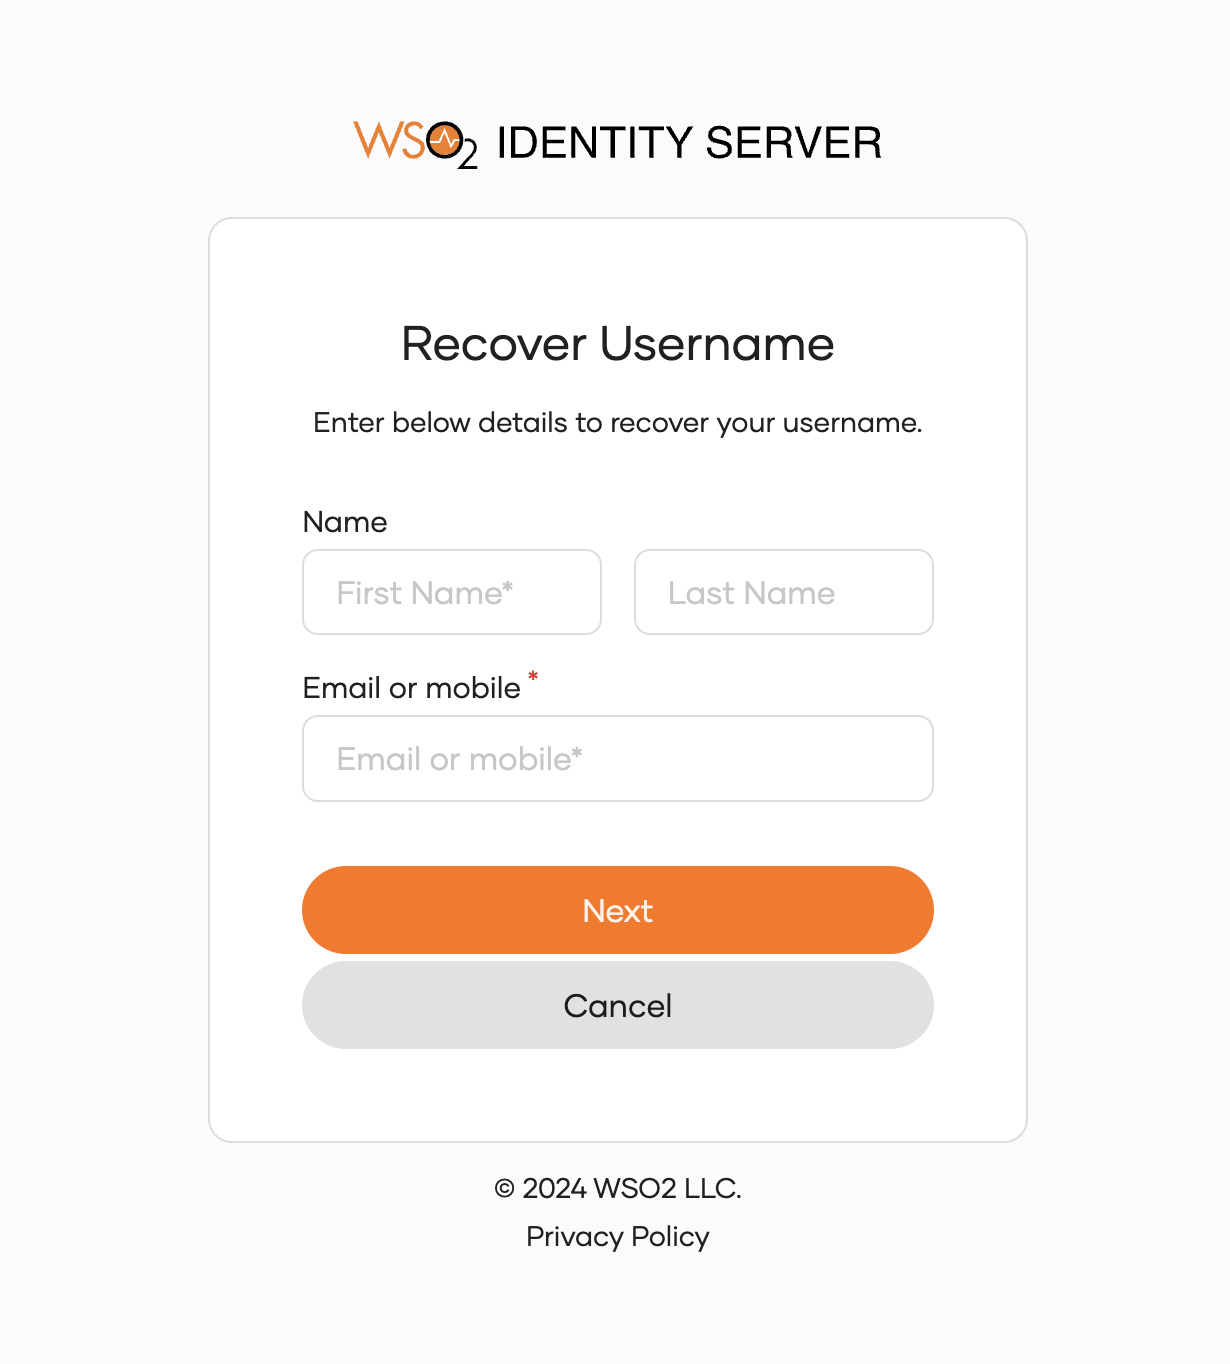 WSO2 IDENTITY SERVER
Recover Username
Enter below details to recover your username.
Name
First Name* Last Name
Email or mobile *
Email or mobile*
Next
Cancel
© 2024 WSO2 LLC.
Privacy Policy